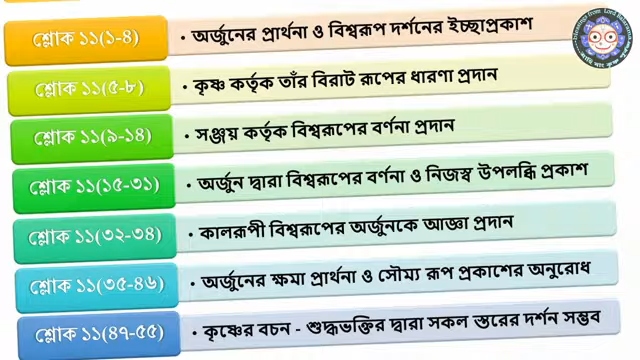 শ্লোক ১১(১-৪)
• অর্জুনের প্রার্থনা ও বিশ্বরূপ দর্শনের ইচ্ছাপ্রকাশ
শ্লোক ১১(৫-৮)
• কৃষ্ণ কর্তৃক তাঁর বিরাট রূপের ধারণা প্রদান
শ্লোক ১১(৯-১৪)
• সঞ্জয় কর্তৃক বিশ্বরূপের বর্ণনা প্রদান
শ্লোক ১১(১৫-৩১)
• অর্জুন দ্বারা বিশ্বরূপের বর্ণনা ও নিজস্ব উপলব্ধি প্রকাশ
শ্লোক ১১(৩২-৩৪)
• কালরূপী বিশ্বরূপের অর্জুনকে আজ্ঞা প্রদান
শ্লোক ১১(৩৫-৪৬)
• অর্জুনের ক্ষমা প্রার্থনা ও সৌম্য রূপ প্রকাশের অনুরোধ
শ্লোক ১১(৪৭-৫৫)
• কৃষ্ণের বচন - শুদ্ধভক্তির দ্বারা সকল স্তরের দর্শন সম্ভব